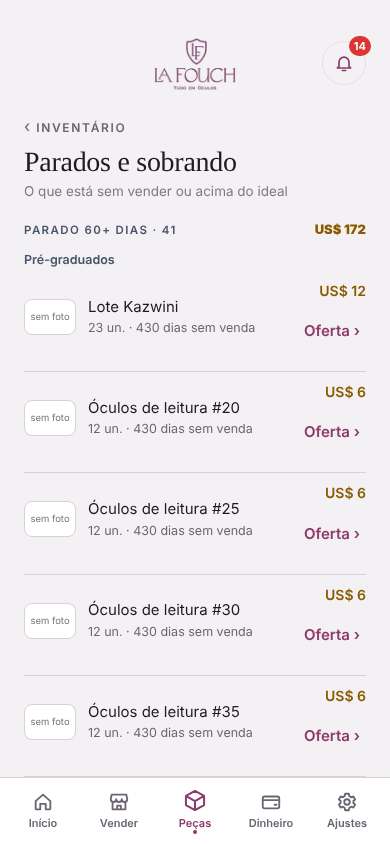 14
LF
LA FOUCH
TUDO EM ÓCULOS
‹ INVENTÁRIO
Parados e sobrando
O que está sem vender ou acima do ideal
PARADO 60+ DIAS · 41
US$ 172
Pré-graduados
US$ 12
sem foto
Lote Kazwini
23 un. · 430 dias sem venda
Oferta ›
US$ 6
sem foto
Óculos de leitura #20
12 un. · 430 dias sem venda
Oferta ›
US$ 6
sem foto
Óculos de leitura #25
12 un. · 430 dias sem venda
Oferta ›
US$ 6
sem foto
Óculos de leitura #30
12 un. · 430 dias sem venda
Oferta ›
US$ 6
sem foto
Óculos de leitura #35
12 un. · 430 dias sem venda
Oferta ›
Início
Vender
Peças
Dinheiro
Ajustes